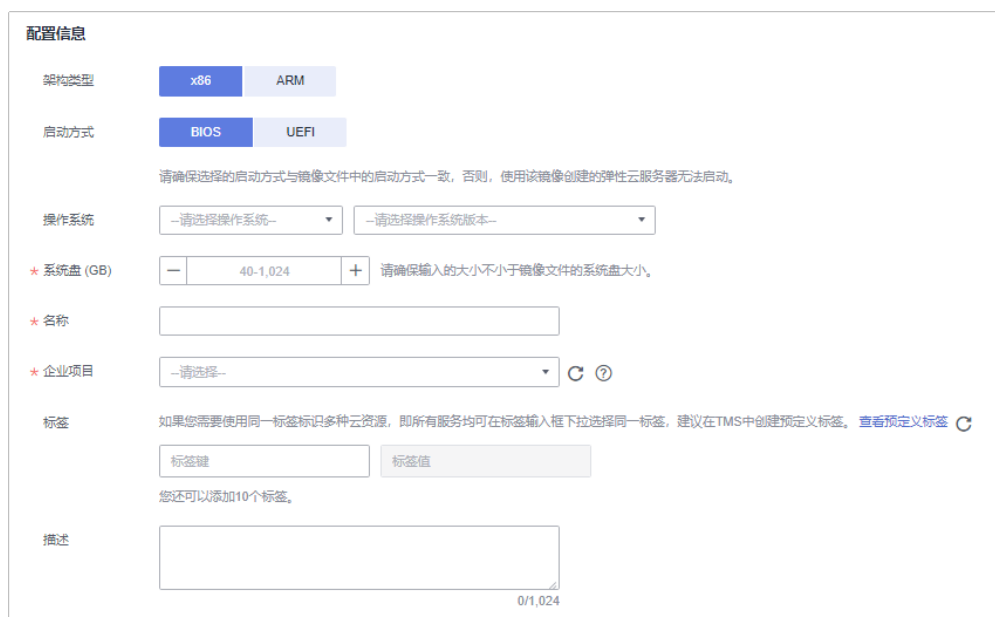 配置信息
架构类型 x86 ARM
启动方式 BIOS UEFI
请确保选择的启动方式与镜像文件中的启动方式一致，否则，使用该镜像创建的弹性云服务器无法启动。
操作系统 --请选择操作系统-- --请选择操作系统版本--
★ 系统盘 (GB) — 40-1,024 + 请确保输入的大小不小于镜像文件的系统盘大小。
★ 名称
★ 企业项目 --请选择-- ?
标签 如果您需要使用同一标签标识多种云资源，即所有服务均可在标签输入框下拉选择同一标签，建议在TMS中创建预定义标签。 查看预定义标签
标签键 标签值
您还可以添加10个标签。
描述
0/1,024